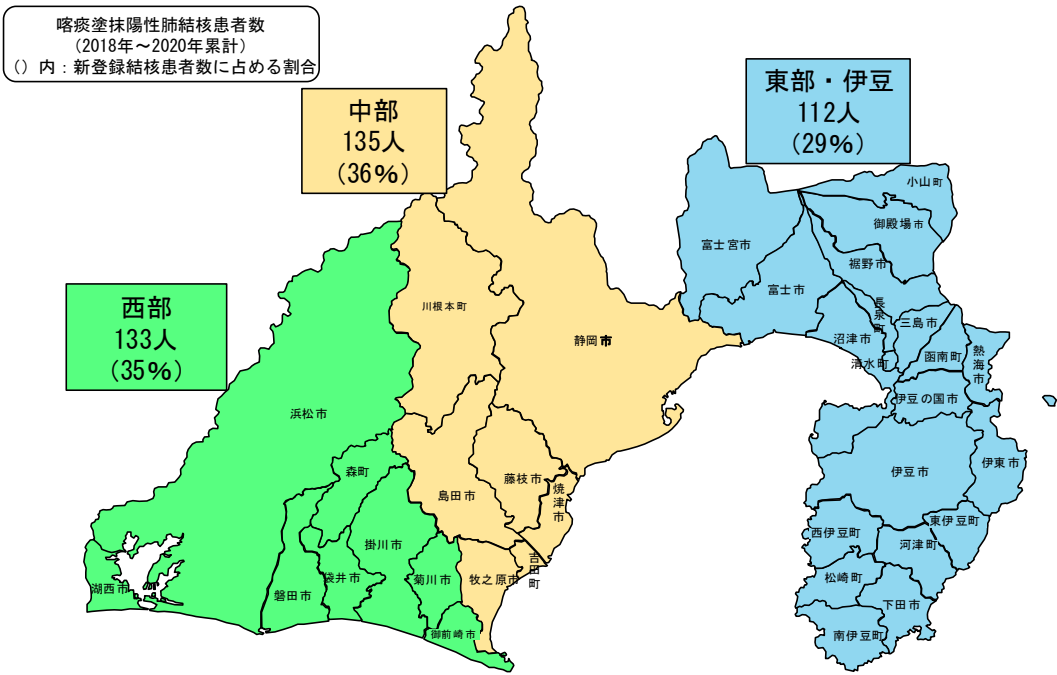 喀痰塗抹陽性肺結核患者数
(2018年～2020年累計)
() 内：新登録結核患者数に占める割合
中部
135人
(36%)
東部・伊豆
112人
(29%)
西部
133人
(35%)
小山町
御殿場市
富士宮市
裾野市
富士市
長泉町
三島市
沼津市
清水町
函南町
熱海市
伊豆の国市
伊豆市
伊東市
東伊豆町
西伊豆町
河津町
松崎町
下田市
南伊豆町
川根本町
静岡市
島田市
藤枝市
焼津市
吉田町
牧之原市
浜松市
森町
掛川市
菊川市
袋井市
磐田市
湖西市
御前崎市